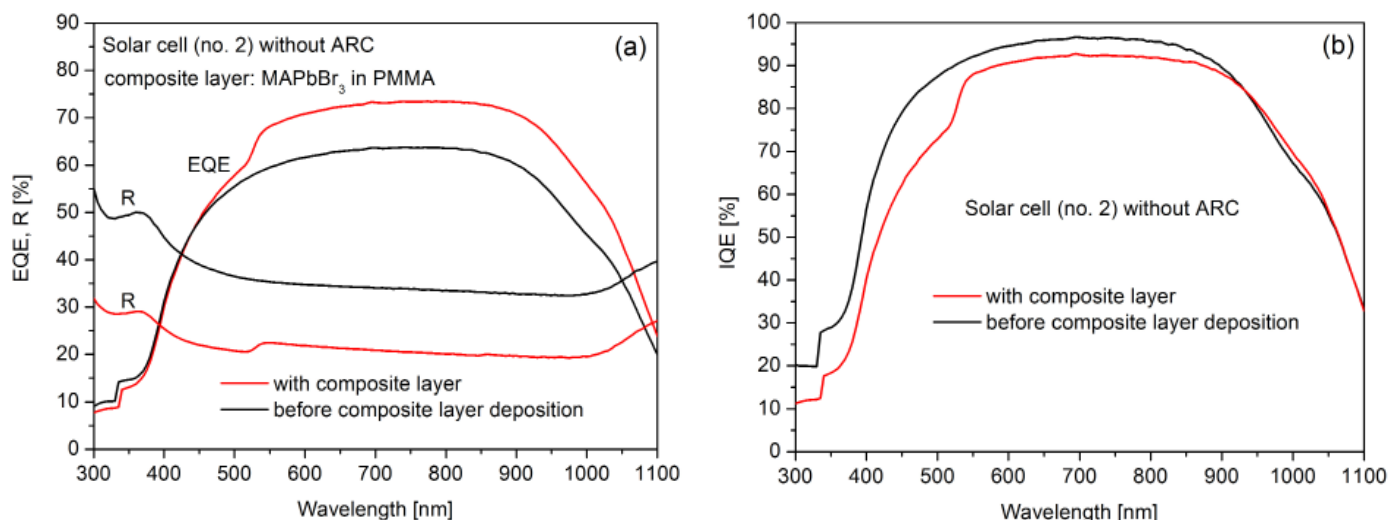 Solar cell (no. 2) without ARC
(a)
composite layer: MAPbBr₃ in PMMA
EQE
R
R
with composite layer
before composite layer deposition
EQE, R [%]
90
80
70
60
50
40
30
20
10
0
300 400 500 600 700 800 900 1000 1100
Wavelength [nm]
(b)
Solar cell (no. 2) without ARC
with composite layer
before composite layer deposition
IQE [%]
100
90
80
70
60
50
40
30
20
10
0
300 400 500 600 700 800 900 1000 1100
Wavelength [nm]